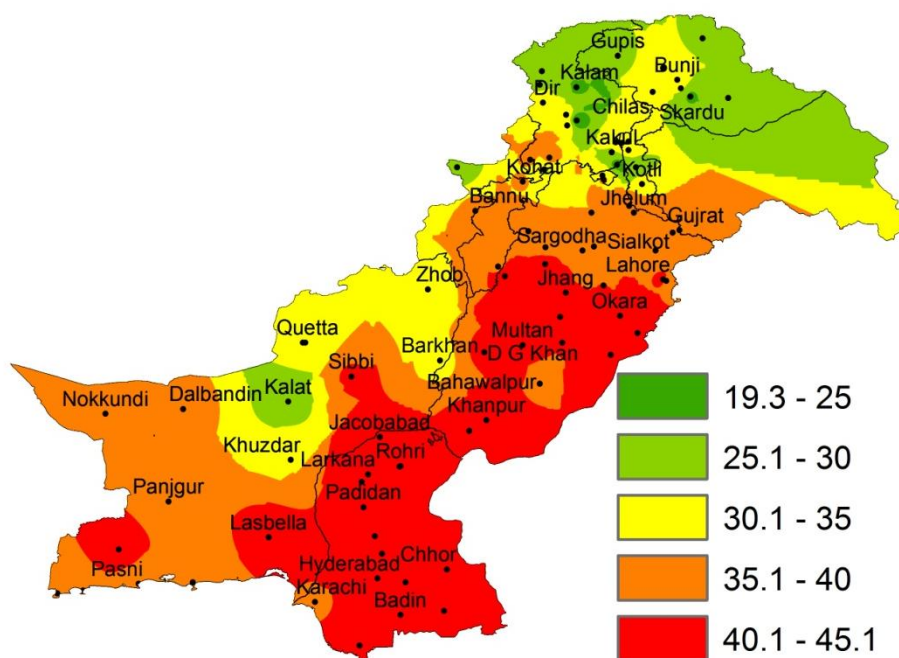 Gupis
Kalam
Bunji
Dir
Chilas
Skardu
Kakul
Kohat
Kotli
Bannu
Jhelum
Gujrat
Sargodha
Sialkot
Lahore
Zhob
Jhang
Okara
Quetta
Multan
Barkhan
D G Khan
Sibbi
Bahawalpur
Nokkundi
Dalbandin
Kalat
Khanpur
Jacobabad
Khuzdar
Larkana
Rohri
Panjgur
Padidan
Lasbella
Pasni
Hyderabad
Chhor
Karachi
Badin
19.3 - 25
25.1 - 30
30.1 - 35
35.1 - 40
40.1 - 45.1